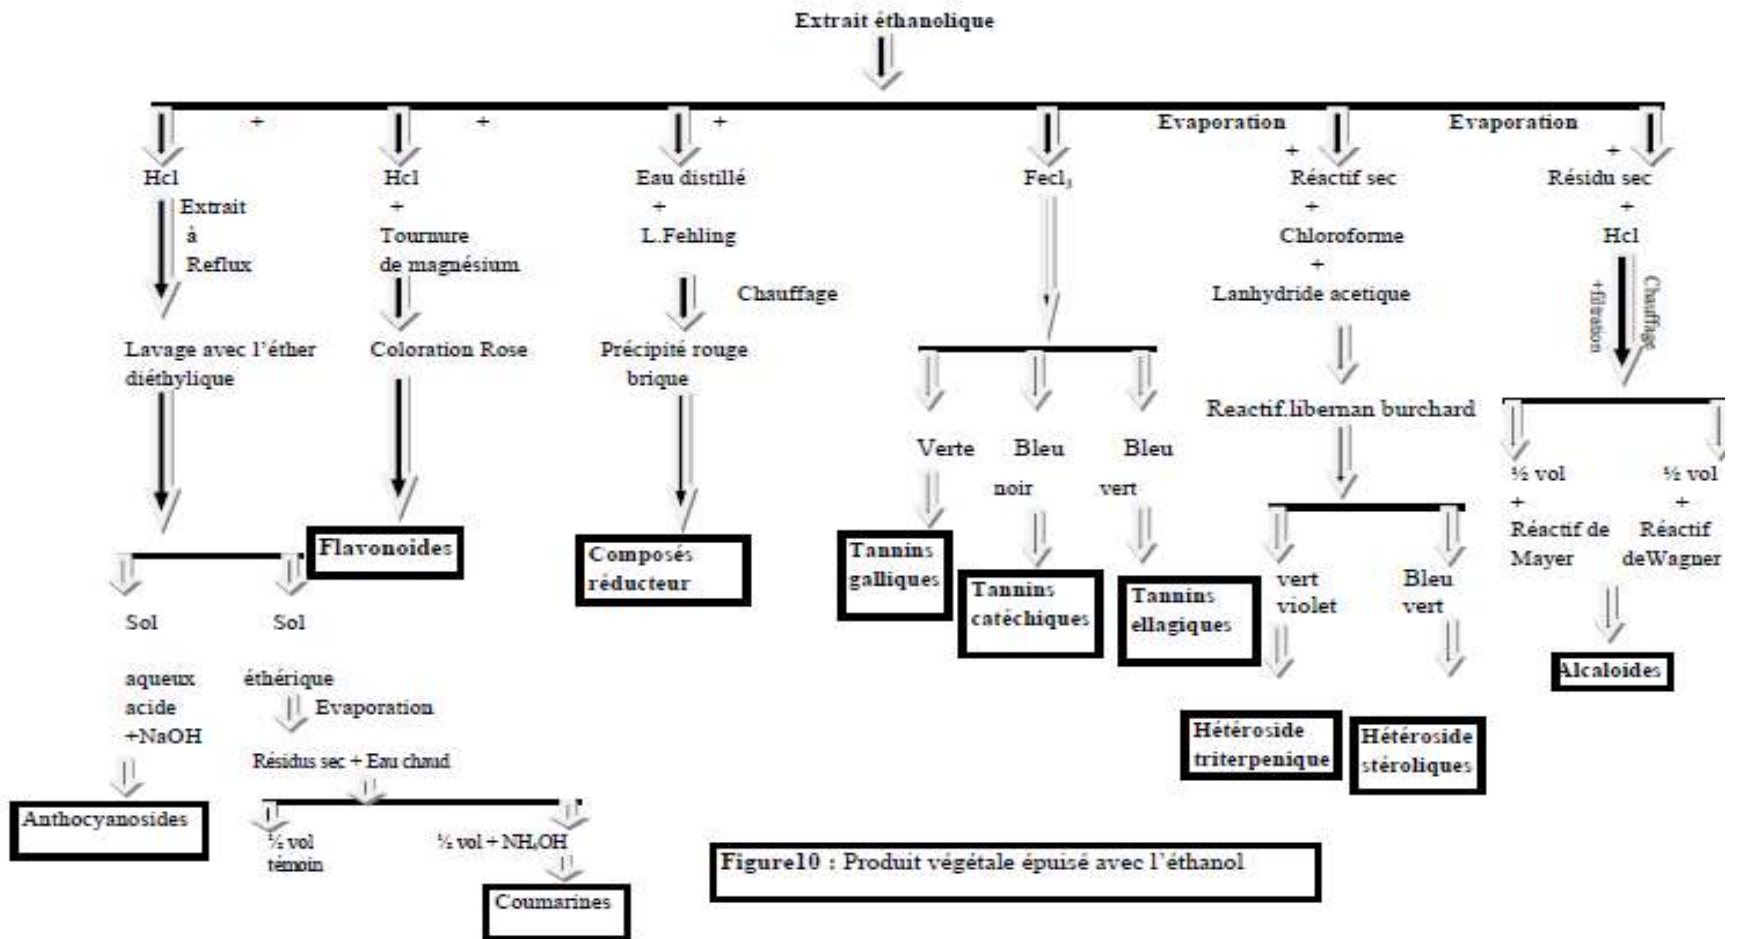 Extrait éthanolique
+ + + Evaporation Evaporation
+ +
Hcl Hcl Eau distillé Fecl₃ Réactif sec Résidu sec
Extrait + + + +
à Tournure L.Fehling Chloroforme Hcl
Reflux de magnésium +
Chauffage Lanhydride acetique
Chauffage
+filtration
Lavage avec l'éther Coloration Rose Précipité rouge
diéthylique brique
Reactif.libernan burchard
Verte Bleu Bleu
noir vert
½ vol ½ vol
+ +
Réactif de Réactif
Mayer deWagner
Flavonoides
Composés
réducteur
Tannins
galliques
Tannins
catéchiques
Tannins
ellagiques
vert Bleu
violet vert
Sol Sol
aqueux éthérique
acide Evaporation
+NaOH
Alcaloides
Hétéroside
triterpenique
Hétéroside
stéroliques
Résidus sec + Eau chaud
Anthocyanosides
½ vol ½ vol + NH₄OH
témoin
Coumarines
Figure10 : Produit végétale épuisé avec l'éthanol